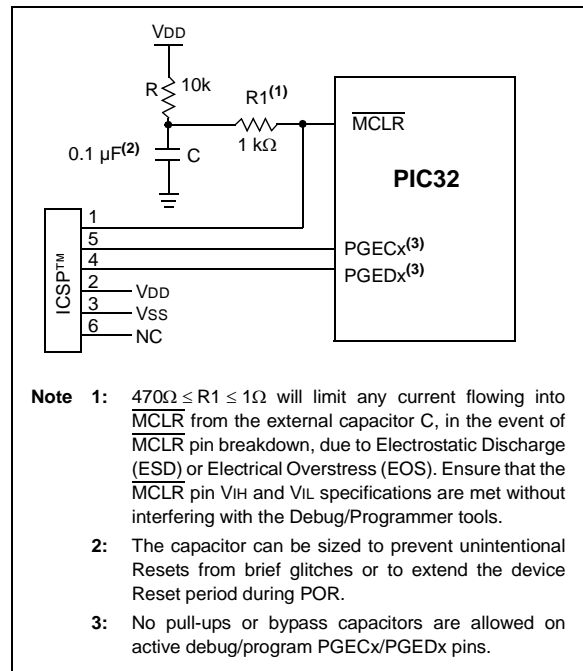 VDD
R 10k
R1(1)
1 kΩ
0.1 µF(2) C
MCLR
PIC32
PGECx(3)
PGEDx(3)
ICSP™
1
5
4
2 VDD
3 VSS
6 NC
Note 1: 470Ω ≤ R1 ≤ 1Ω will limit any current flowing into
MCLR from the external capacitor C, in the event of
MCLR pin breakdown, due to Electrostatic Discharge
(ESD) or Electrical Overstress (EOS). Ensure that the
MCLR pin VIH and VIL specifications are met without
interfering with the Debug/Programmer tools.
2: The capacitor can be sized to prevent unintentional
Resets from brief glitches or to extend the device
Reset period during POR.
3: No pull-ups or bypass capacitors are allowed on
active debug/program PGECx/PGEDx pins.